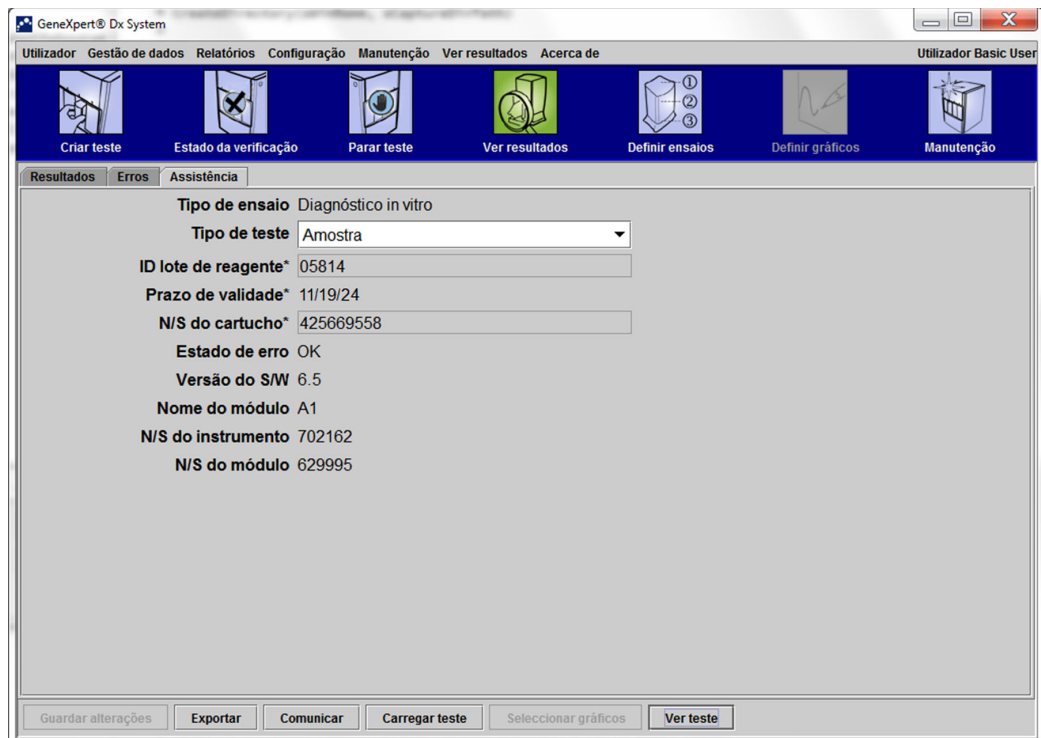 GeneXpert® Dx System
Utilizador Gestão de dados Relatórios Configuração Manutenção Ver resultados Acerca de Utilizador Basic User
① ② ③
Criar teste Estado da verificação Parar teste Ver resultados Definir ensaios Definir gráficos Manutenção
Resultados Erros Assistência
Tipo de ensaio Diagnóstico in vitro
Tipo de teste Amostra
ID lote de reagente* 05814
Prazo de validade* 11/19/24
N/S do cartucho* 425669558
Estado de erro OK
Versão do S/W 6.5
Nome do módulo A1
N/S do instrumento 702162
N/S do módulo 629995
Guardar alterações Exportar Comunicar Carregar teste Seleccionar gráficos Ver teste